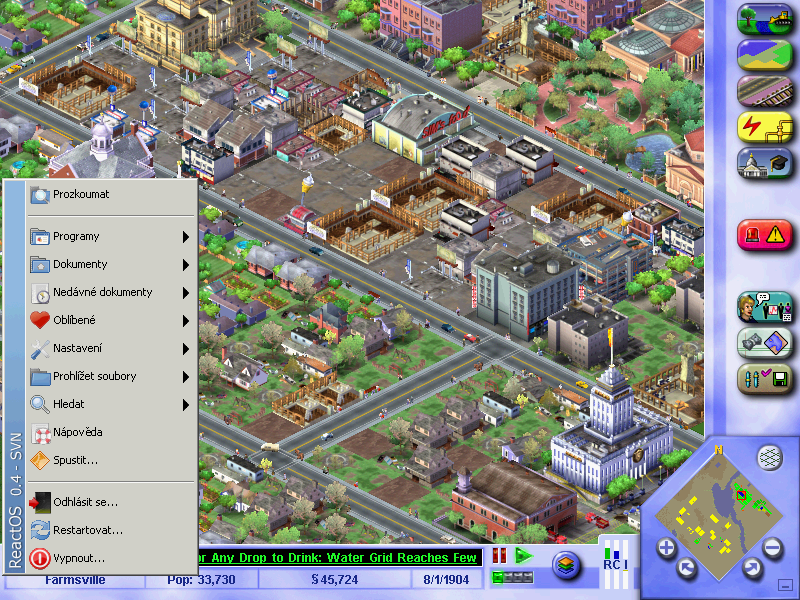 Prozkoumat
Programy
Dokumenty
Nedávné dokumenty
Oblíbené
Nastavení
Prohlížet soubory
Hledat
Nápověda
Spustit...
Odhlásit se...
Restartovat...
Vypnout...
ReactOS 0.4 - SVN
or Any Drop to Drink: Water Grid Reaches Few
Farmsville
Pop: 33,730
§45,724
8/1/1904
RCI
N